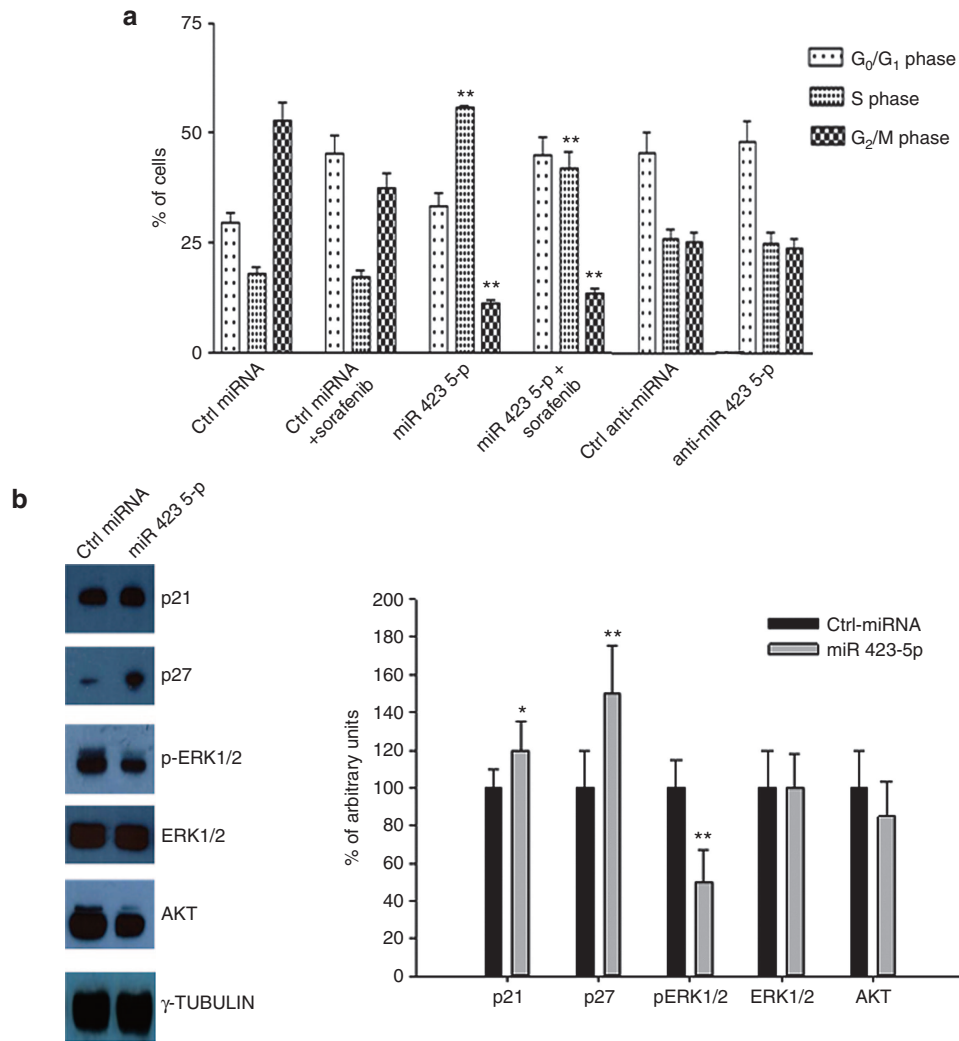 a
75
50
25
0
% of cells
**
**
**
**
G₀/G₁ phase
S phase
G₂/M phase
Ctrl miRNA
Ctrl miRNA
+sorafenib
miR 423 5-p
miR 423 5-p +
sorafenib
Ctrl anti-miRNA
anti-miR 423 5-p
b
Ctrl miRNA
miR 423 5-p
p21
p27
p-ERK1/2
ERK1/2
AKT
γ-TUBULIN
200
180
160
140
120
100
80
60
40
20
0
% of arbitrary units
*
**
**
Ctrl-miRNA
miR 423-5p
p21
p27
pERK1/2
ERK1/2
AKT